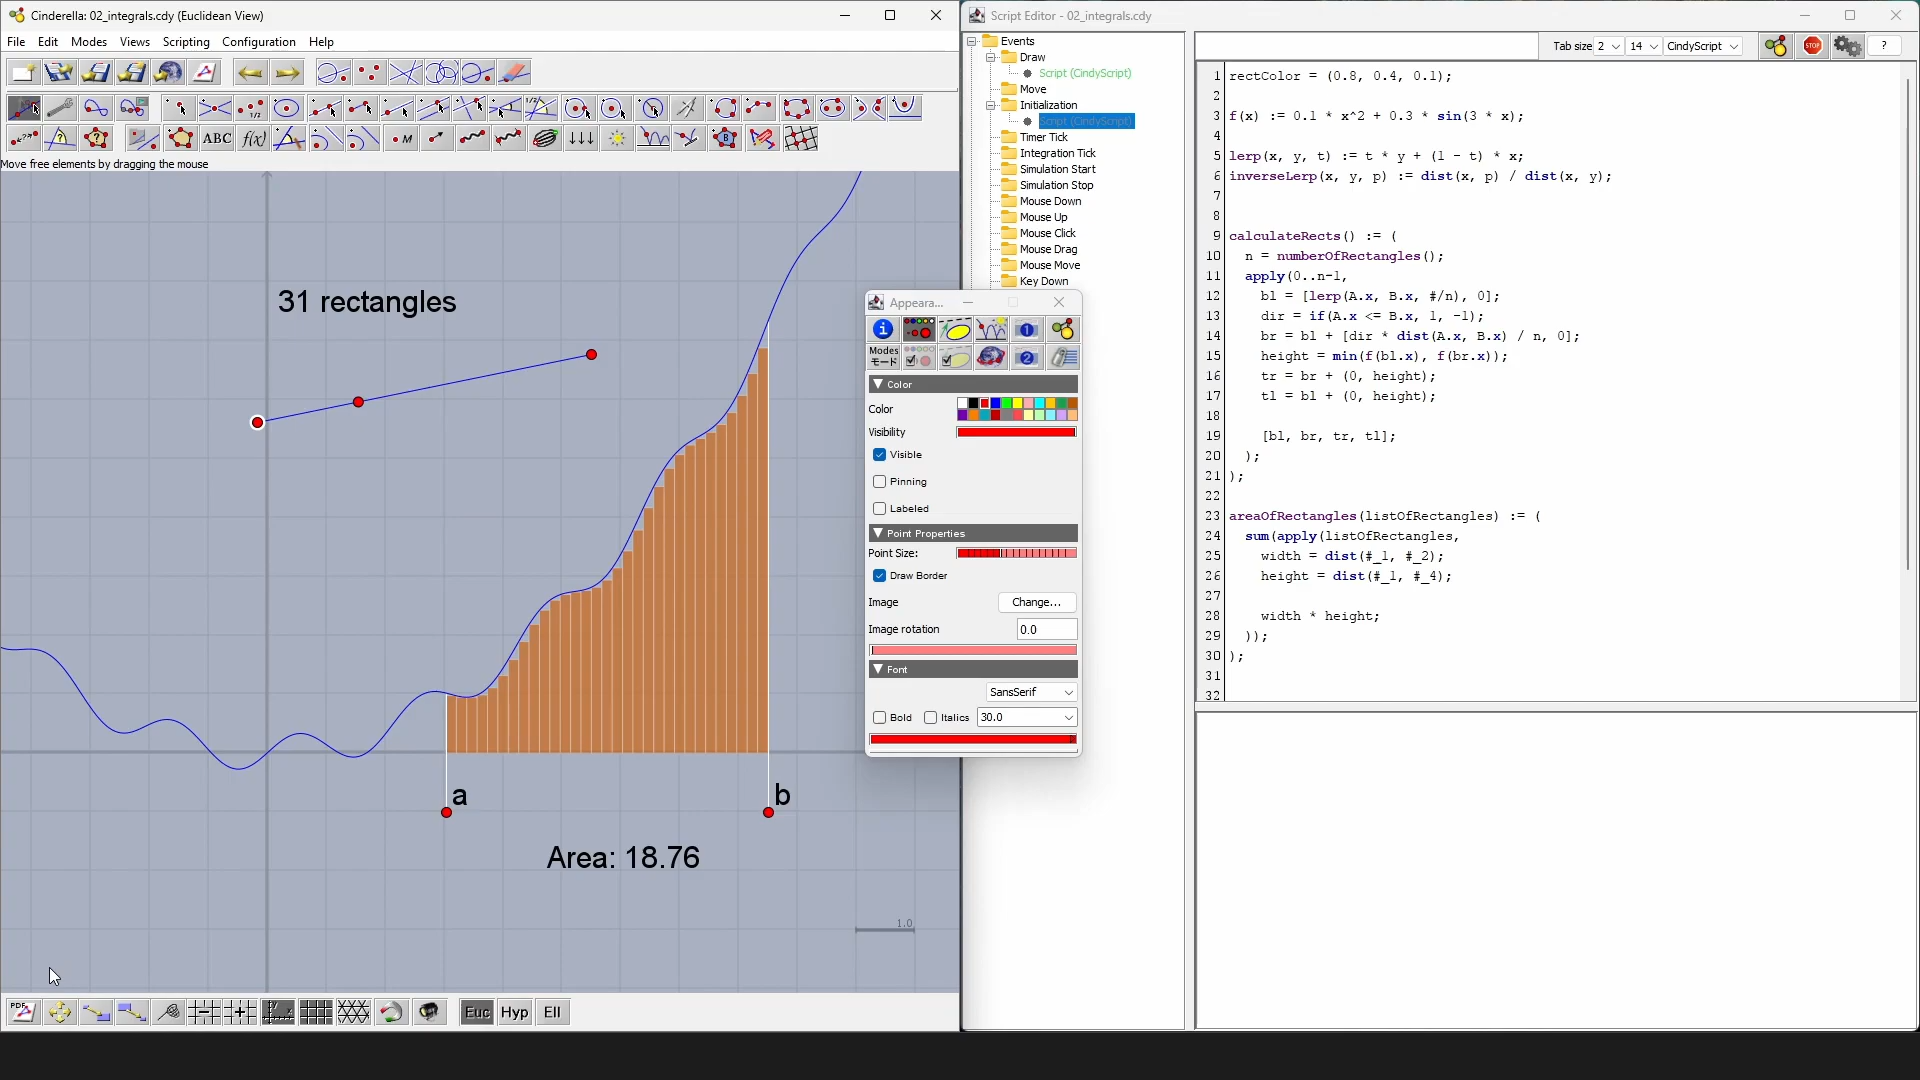 Cinderella: 02_integrals.cdy (Euclidean View)
File Edit Modes Views Scripting Configuration Help
ABC f(x) M
Move free elements by dragging the mouse
31 rectangles
a
b
Area: 18.76
1.0
PDF
Euc Hyp Ell
Script Editor - 02_integrals.cdy
Events
Draw
Script (CindyScript)
Move
Initialization
Script (CindyScript)
Timer Tick
Integration Tick
Simulation Start
Simulation Stop
Mouse Down
Mouse Up
Mouse Click
Mouse Drag
Mouse Move
Key Down
Appeara...
Modes
モード
Color
Color
Visibility
Visible
Pinning
Labeled
Point Properties
Point Size:
Draw Border
Image Change...
Image rotation 0.0
Font
SansSerif
Bold Italics 30.0
Tab size 2 14 CindyScript STOP ?
1 rectColor = (0.8, 0.4, 0.1);
2
3 f(x) := 0.1 * x^2 + 0.3 * sin(3 * x);
4
5 lerp(x, y, t) := t * y + (1 - t) * x;
6 inverseLerp(x, y, p) := dist(x, p) / dist(x, y);
7
8
9 calculateRects() := (
10 n = numberOfRectangles();
11 apply(0..n-1,
12 bl = [lerp(A.x, B.x, #/n), 0];
13 dir = if(A.x <= B.x, 1, -1);
14 br = bl + [dir * dist(A.x, B.x) / n, 0];
15 height = min(f(bl.x), f(br.x));
16 tr = br + (0, height);
17 tl = bl + (0, height);
18
19 [bl, br, tr, tl];
20 );
21 );
22
23 areaOfRectangles(listOfRectangles) := (
24 sum(apply(listOfRectangles,
25 width = dist(#_1, #_2);
26 height = dist(#_1, #_4);
27
28 width * height;
29 ));
30 );
31
32